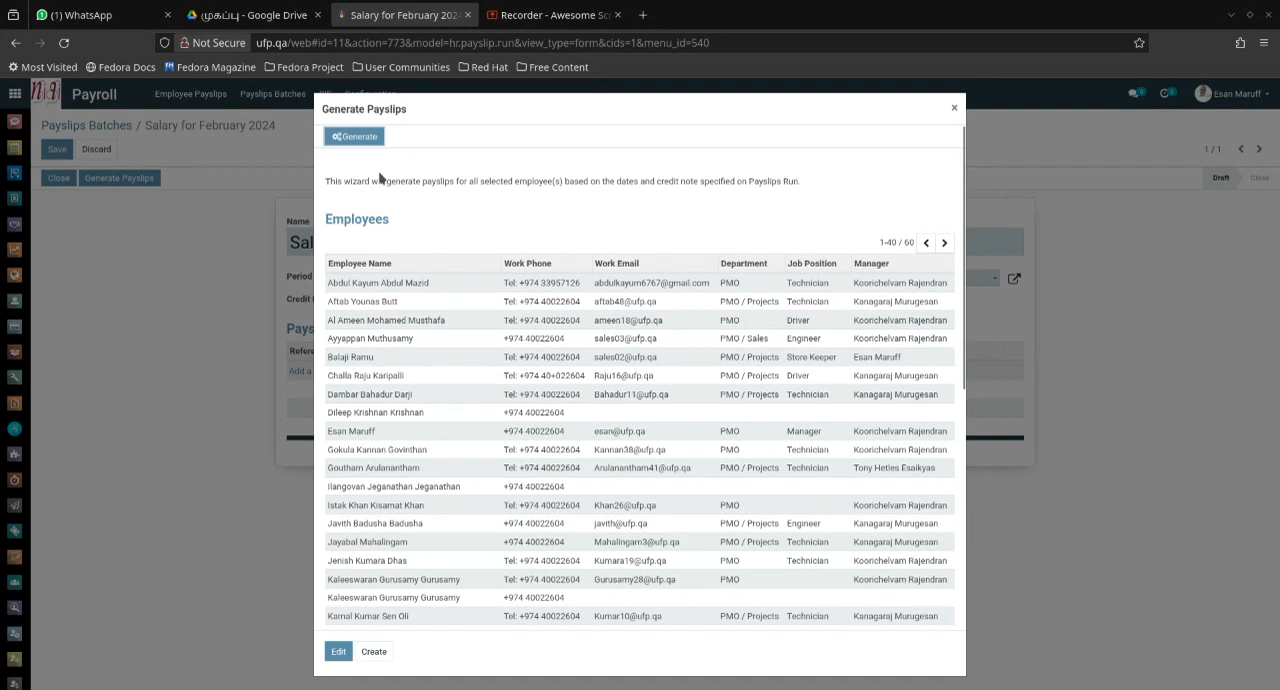 (1) WhatsApp
முகப்பு - Google Drive
Salary for February 2024
Recorder - Awesome Scr
Not Secure ufp.qa/web#id=11&action=773&model=hr.payslip.run&view_type=form&cids=1&menu_id=540
Most Visited Fedora Docs Fedora Magazine Fedora Project User Communities Red Hat Free Content
Payroll Employee Payslips Payslips Batches Esan Maruff
Payslips Batches / Salary for February 2024
Save Discard 1 / 1
Close Generate Payslips Draft Close
Name
Sal
Period
Credit
Pays
Refere
Add a
Generate Payslips
Generate
This wizard generate payslips for all selected employee(s) based on the dates and credit note specified on Payslips Run.
Employees
1-40 / 60
Employee Name Work Phone Work Email Department Job Position Manager
Abdul Kayum Abdul Mazid Tel: +974 33957126 abdulkayum6767@gmail.com PMO Technician Koorichelvam Rajendran
Aftab Younas Butt Tel: +974 40022604 aftab48@ufp.qa PMO / Projects Technician Kanagaraj Murugesan
Al Ameen Mohamed Musthafa Tel: +974 40022604 ameen18@ufp.qa PMO Driver Koorichelvam Rajendran
Ayyappan Muthusamy +974 40022604 sales03@ufp.qa PMO / Sales Engineer Koorichelvam Rajendran
Balaji Ramu Tel: +974 40022604 sales02@ufp.qa PMO / Projects Store Keeper Esan Maruff
Challa Raju Karipalli Tel: +974 40+022604 Raju16@ufp.qa PMO / Projects Driver Kanagaraj Murugesan
Dambar Bahadur Darji Tel: +974 40022604 Bahadur11@ufp.qa PMO / Projects Technician Kanagaraj Murugesan
Dileep Krishnan Krishnan +974 40022604
Esan Maruff Tel: +974 40022604 esan@ufp.qa PMO Manager Koorichelvam Rajendran
Gokula Kannan Govinthan Tel: +974 40022604 Kannan38@ufp.qa PMO Technician Koorichelvam Rajendran
Goutham Arulanantham Tel: +974 40022604 Arulanantham41@ufp.qa PMO / Projects Technician Tony Hetles Esaikyas
Ilangovan Jeganathan Jeganathan +974 40022604
Istak Khan Kisamat Khan Tel: +974 40022604 Khan26@ufp.qa PMO Koorichelvam Rajendran
Javith Badusha Badusha +974 40022604 javith@ufp.qa PMO / Projects Engineer Kanagaraj Murugesan
Jayabal Mahalingam Tel: +974 40022604 Mahalingam3@ufp.qa PMO / Projects Technician Kanagaraj Murugesan
Jenish Kumara Dhas Tel: +974 40022604 Kumara19@ufp.qa PMO Technician Koorichelvam Rajendran
Kaleeswaran Gurusamy Gurusamy Tel: +974 40022604 Gurusamy28@ufp.qa PMO Koorichelvam Rajendran
Kaleeswaran Gurusamy Gurusamy +974 40022604
Kamal Kumar Sen Oli Tel: +974 40022604 Kumar10@ufp.qa PMO / Projects Technician Kanagaraj Murugesan
Edit Create